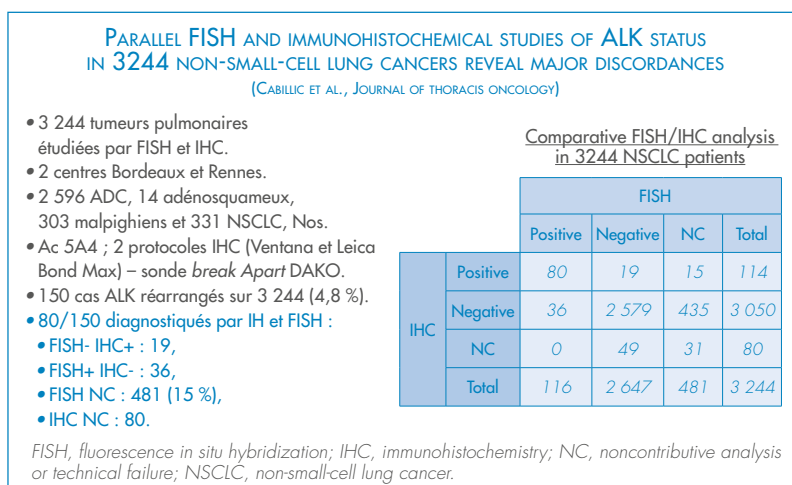 PARALLEL FISH AND IMMUNOHISTOCHEMICAL STUDIES OF ALK STATUS
IN 3244 NON-SMALL-CELL LUNG CANCERS REVEAL MAJOR DISCORDANCES
(CABILLIC ET AL., JOURNAL OF THORACIS ONCOLOGY)
• 3 244 tumeurs pulmonaires
étudiées par FISH et IHC.
• 2 centres Bordeaux et Rennes.
• 2 596 ADC, 14 adénosquameux,
303 malpighiens et 331 NSCLC, Nos.
• Ac 5A4 ; 2 protocoles IHC (Ventana et Leica
Bond Max) – sonde break Apart DAKO.
• 150 cas ALK réarrangés sur 3 244 (4,8 %).
• 80/150 diagnostiqués par IH et FISH :
• FISH- IHC+ : 19,
• FISH+ IHC- : 36,
• FISH NC : 481 (15 %),
• IHC NC : 80.
Comparative FISH/IHC analysis
in 3244 NSCLC patients
FISH
Positive Negative NC Total
IHC
Positive 80 19 15 114
Negative 36 2 579 435 3 050
NC 0 49 31 80
Total 116 2 647 481 3 244
FISH, fluorescence in situ hybridization; IHC, immunohistochemistry; NC, noncontributive analysis
or technical failure; NSCLC, non-small-cell lung cancer.